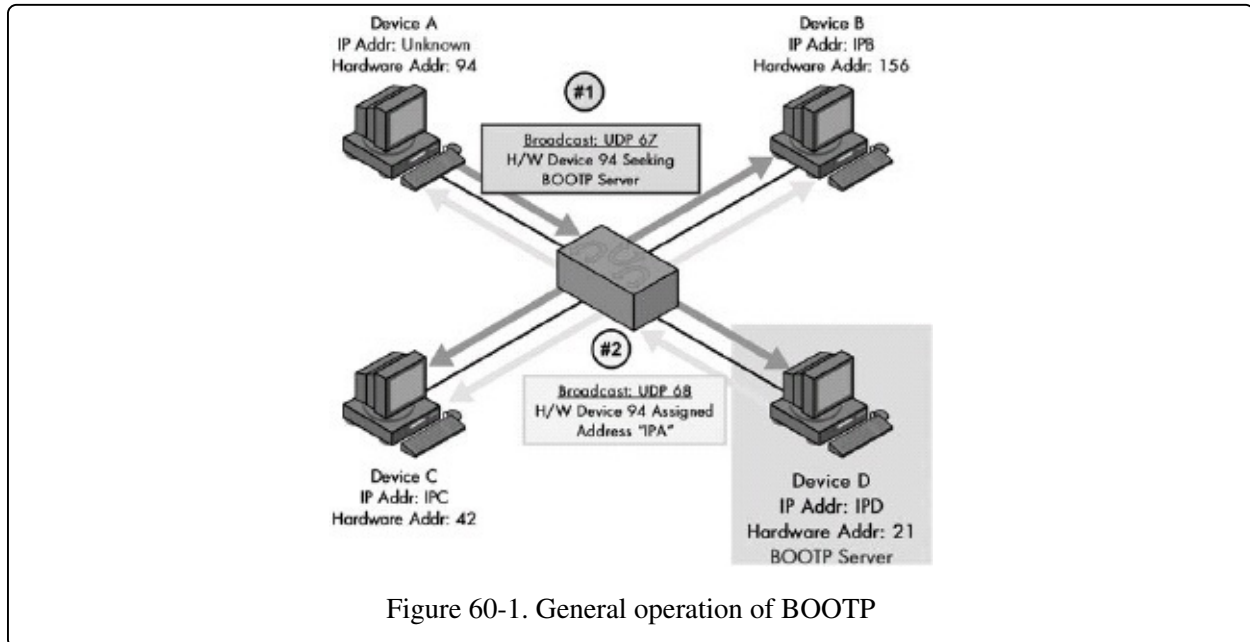 Device A
IP Addr: Unknown
Hardware Addr: 94
Device B
IP Addr: IPB
Hardware Addr: 156
#1
Broadcast: UDP 67
H/W Device 94 Seeking
BOOTP Server
#2
Broadcast: UDP 68
H/W Device 94 Assigned
Address "IPA"
Device C
IP Addr: IPC
Hardware Addr: 42
Device D
IP Addr: IPD
Hardware Addr: 21
BOOTP Server
Figure 60-1. General operation of BOOTP